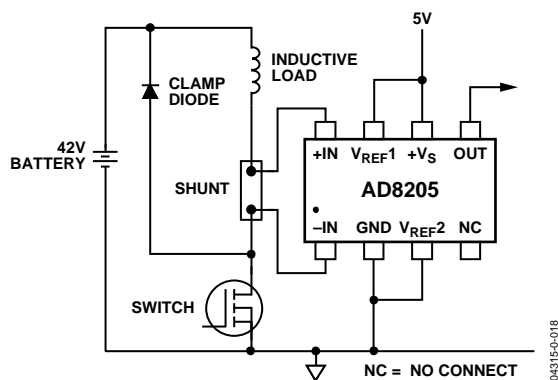 5V
INDUCTIVE
LOAD
CLAMP
DIODE
42V
BATTERY
SHUNT
+IN VREF1 +VS OUT
AD8205
–IN GND VREF2 NC
SWITCH
NC = NO CONNECT
04315-0-018